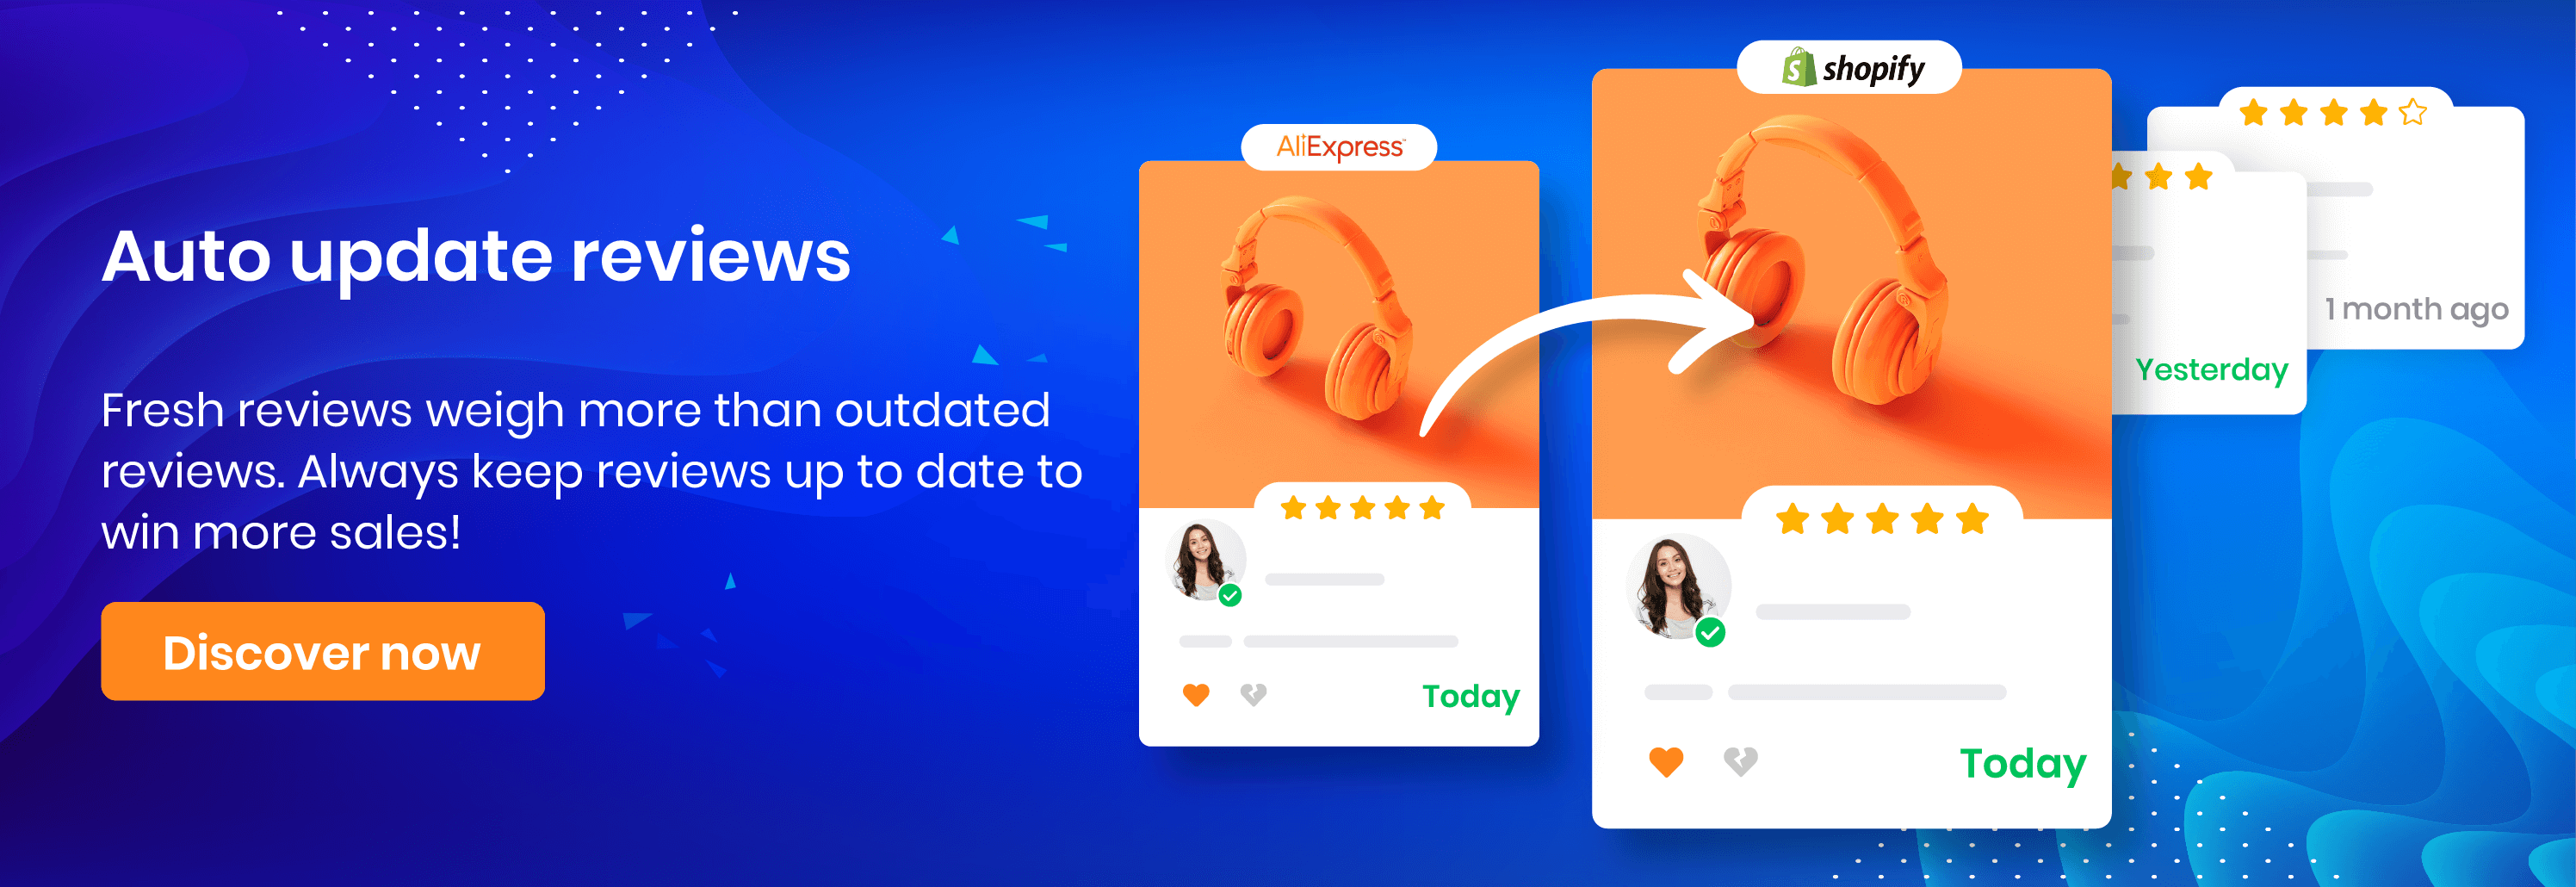 Auto update reviews
Fresh reviews weigh more than outdated
reviews. Always keep reviews up to date to
win more sales!
Discover now
AliExpress™
Today
shopify
Today
Yesterday
1 month ago